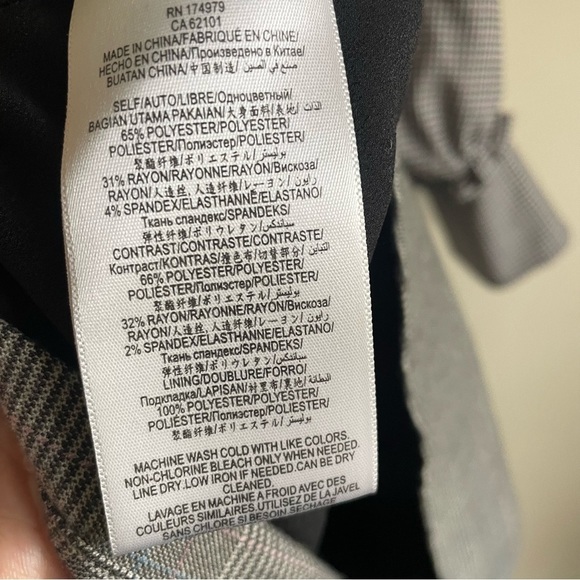 RN 174979
CA 62101
MADE IN CHINA/FABRIQUÉ EN CHINE/
HECHO EN CHINA/Произведено в Китае/
BUATAN CHINA/中国制造/ صنع في الصين/
SELF/AUTO/LIBRE/Одноцветный/
BAGIAN UTAMA PAKAIAN/大身面料/表地/ الذات
65% POLYESTER/POLYESTER/
POLIÉSTER/Полиэстер/POLIESTER/
聚酯纤维/ポリエステル/بوليستر
31% RAYON/RAYONNE/RAYÓN/Вискоза/
RAYON/人造丝, 人造纤维/レーヨン/ رايون
4% SPANDEX/ÉLASTHANNE/ELASTANO/
Ткань спандекс/SPANDEKS/
弹性纤维/ポリウレタン/سباندكس
CONTRAST/CONTRASTE/CONTRASTE/
Контраст/KONTRAS/撞色布/切替部分/ التباين
66% POLYESTER/POLYESTER/
POLIÉSTER/Полиэстер/POLIESTER/
聚酯纤维/ポリエステル/بوليستر
32% RAYON/RAYONNE/RAYÓN/Вискоза/
RAYON/人造丝, 人造纤维/レーヨン/ رايون
2% SPANDEX/ÉLASTHANNE/ELASTANO/
Ткань спандекс/SPANDEKS/
弹性纤维/ポリウレタン/سباندكس
LINING/DOUBLURE/FORRO/
Подкладка/LAPISAN/衬里布/裏地/ البطانة
100% POLYESTER/POLYESTER/
POLIÉSTER/Полиэстер/POLIESTER/
聚酯纤维/ポリエステル/بوليستر
MACHINE WASH COLD WITH LIKE COLORS.
NON-CHLORINE BLEACH ONLY WHEN NEEDED.
LINE DRY.LOW IRON IF NEEDED.CAN BE DRY
CLEANED.
LAVAGE EN MACHINE A FROID AVEC DES
COULEURS SIMILAIRES.UTILISEZ DE LA JAVEL
SANS CHLORE SI BESOIN SECHAGE